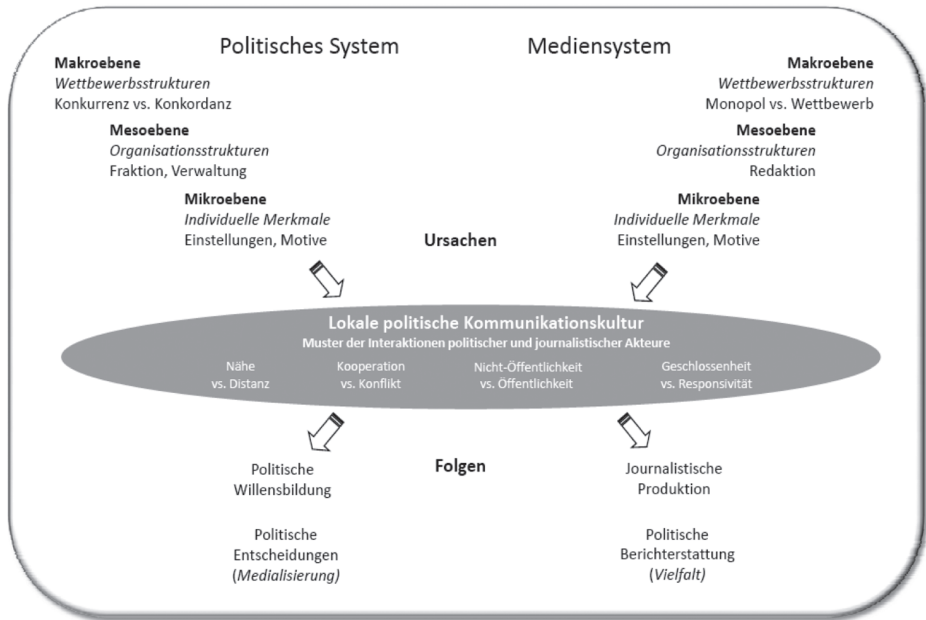 Politisches System
Mediensystem
Makroebene
Wettbewerbsstrukturen
Konkurrenz vs. Konkordanz
Makroebene
Wettbewerbsstrukturen
Monopol vs. Wettbewerb
Mesoebene
Organisationsstrukturen
Fraktion, Verwaltung
Mesoebene
Organisationsstrukturen
Redaktion
Mikroebene
Individuelle Merkmale
Einstellungen, Motive
Mikroebene
Individuelle Merkmale
Einstellungen, Motive
Ursachen
Lokale politische Kommunikationskultur
Muster der Interaktionen politischer und journalistischer Akteure
Nähe
vs. Distanz
Kooperation
vs. Konflikt
Nicht-Öffentlichkeit
vs. Öffentlichkeit
Geschlossenheit
vs. Responsivität
Folgen
Politische
Willensbildung
Journalistische
Produktion
Politische
Entscheidungen
(Medialisierung)
Politische
Berichterstattung
(Vielfalt)